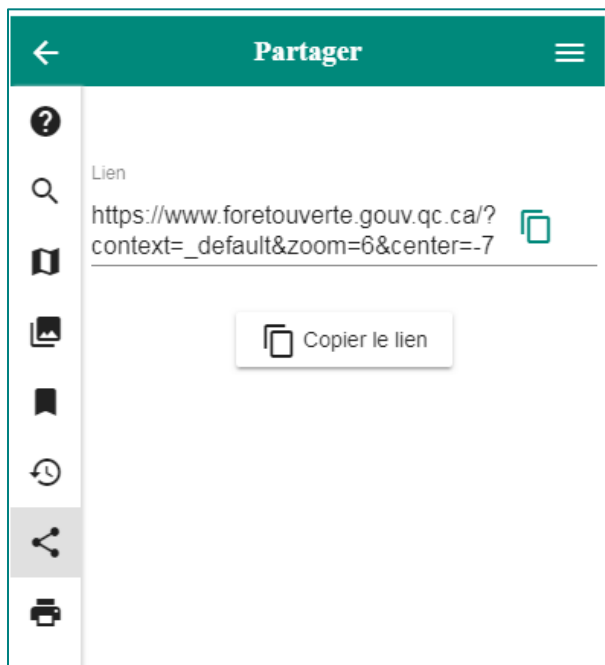 Partager
Lien
https://www.foretouverte.gouv.qc.ca/?
context=_default&zoom=6&center=-7
Copier le lien